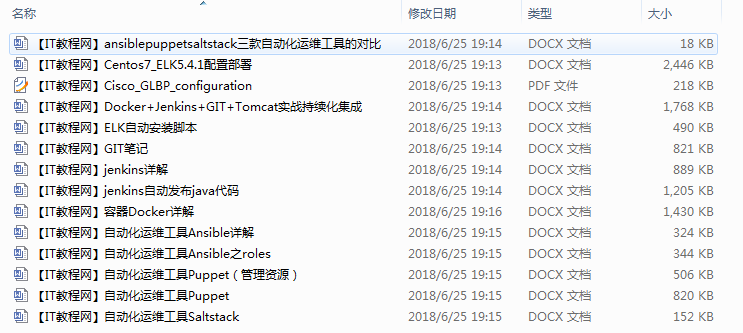 名称 修改日期 类型 大小
【IT教程网】ansiblepuppetsaltstack三款自动化运维工具的对比 2018/6/25 19:14 DOCX 文档 18 KB
【IT教程网】Centos7_ELK5.4.1配置部署 2018/6/25 19:13 DOCX 文档 2,446 KB
【IT教程网】Cisco_GLBP_configuration 2018/6/25 19:13 PDF 文件 218 KB
【IT教程网】Docker+Jenkins+GIT+Tomcat实战持续化集成 2018/6/25 19:14 DOCX 文档 1,768 KB
【IT教程网】ELK自动安装脚本 2018/6/25 19:13 DOCX 文档 490 KB
【IT教程网】GIT笔记 2018/6/25 19:14 DOCX 文档 821 KB
【IT教程网】jenkins详解 2018/6/25 19:14 DOCX 文档 889 KB
【IT教程网】jenkins自动发布java代码 2018/6/25 19:14 DOCX 文档 1,205 KB
【IT教程网】容器Docker详解 2018/6/25 19:16 DOCX 文档 1,430 KB
【IT教程网】自动化运维工具Ansible详解 2018/6/25 19:15 DOCX 文档 324 KB
【IT教程网】自动化运维工具Ansible之roles 2018/6/25 19:15 DOCX 文档 344 KB
【IT教程网】自动化运维工具Puppet（管理资源） 2018/6/25 19:15 DOCX 文档 506 KB
【IT教程网】自动化运维工具Puppet 2018/6/25 19:15 DOCX 文档 820 KB
【IT教程网】自动化运维工具Saltstack 2018/6/25 19:15 DOCX 文档 152 KB